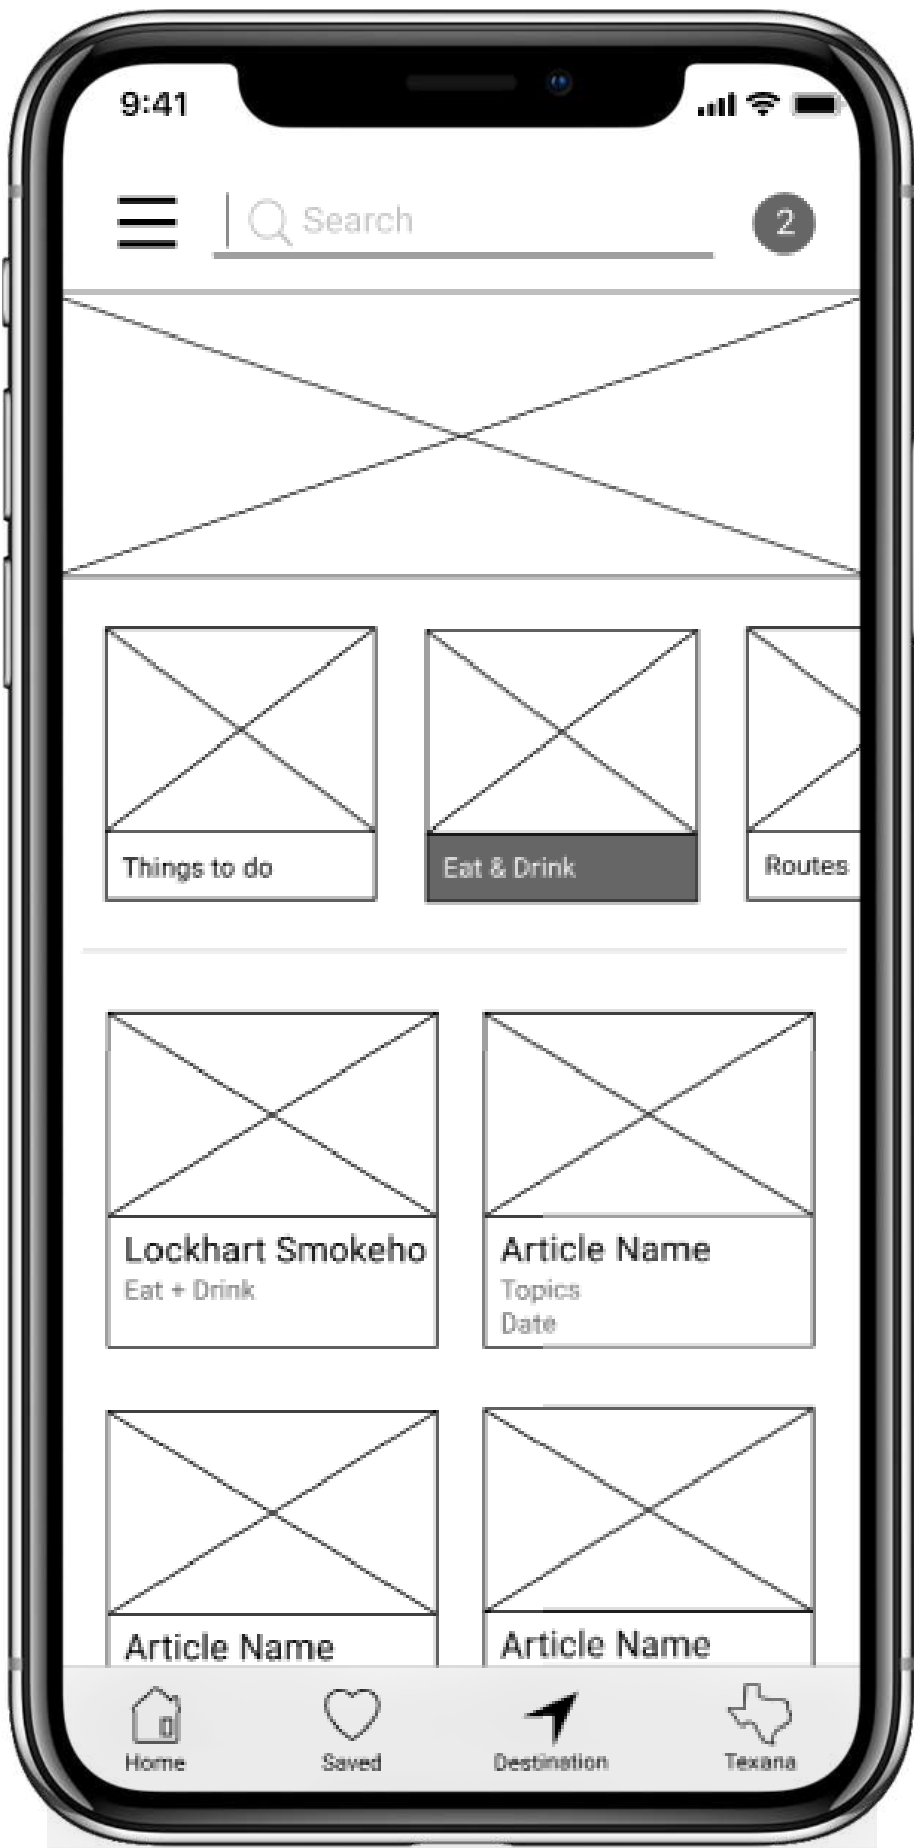 9:41
Search
2
Things to do
Eat & Drink
Routes
Lockhart Smokeho
Eat + Drink
Article Name
Topics
Date
Article Name
Article Name
Home
Saved
Destination
Texana